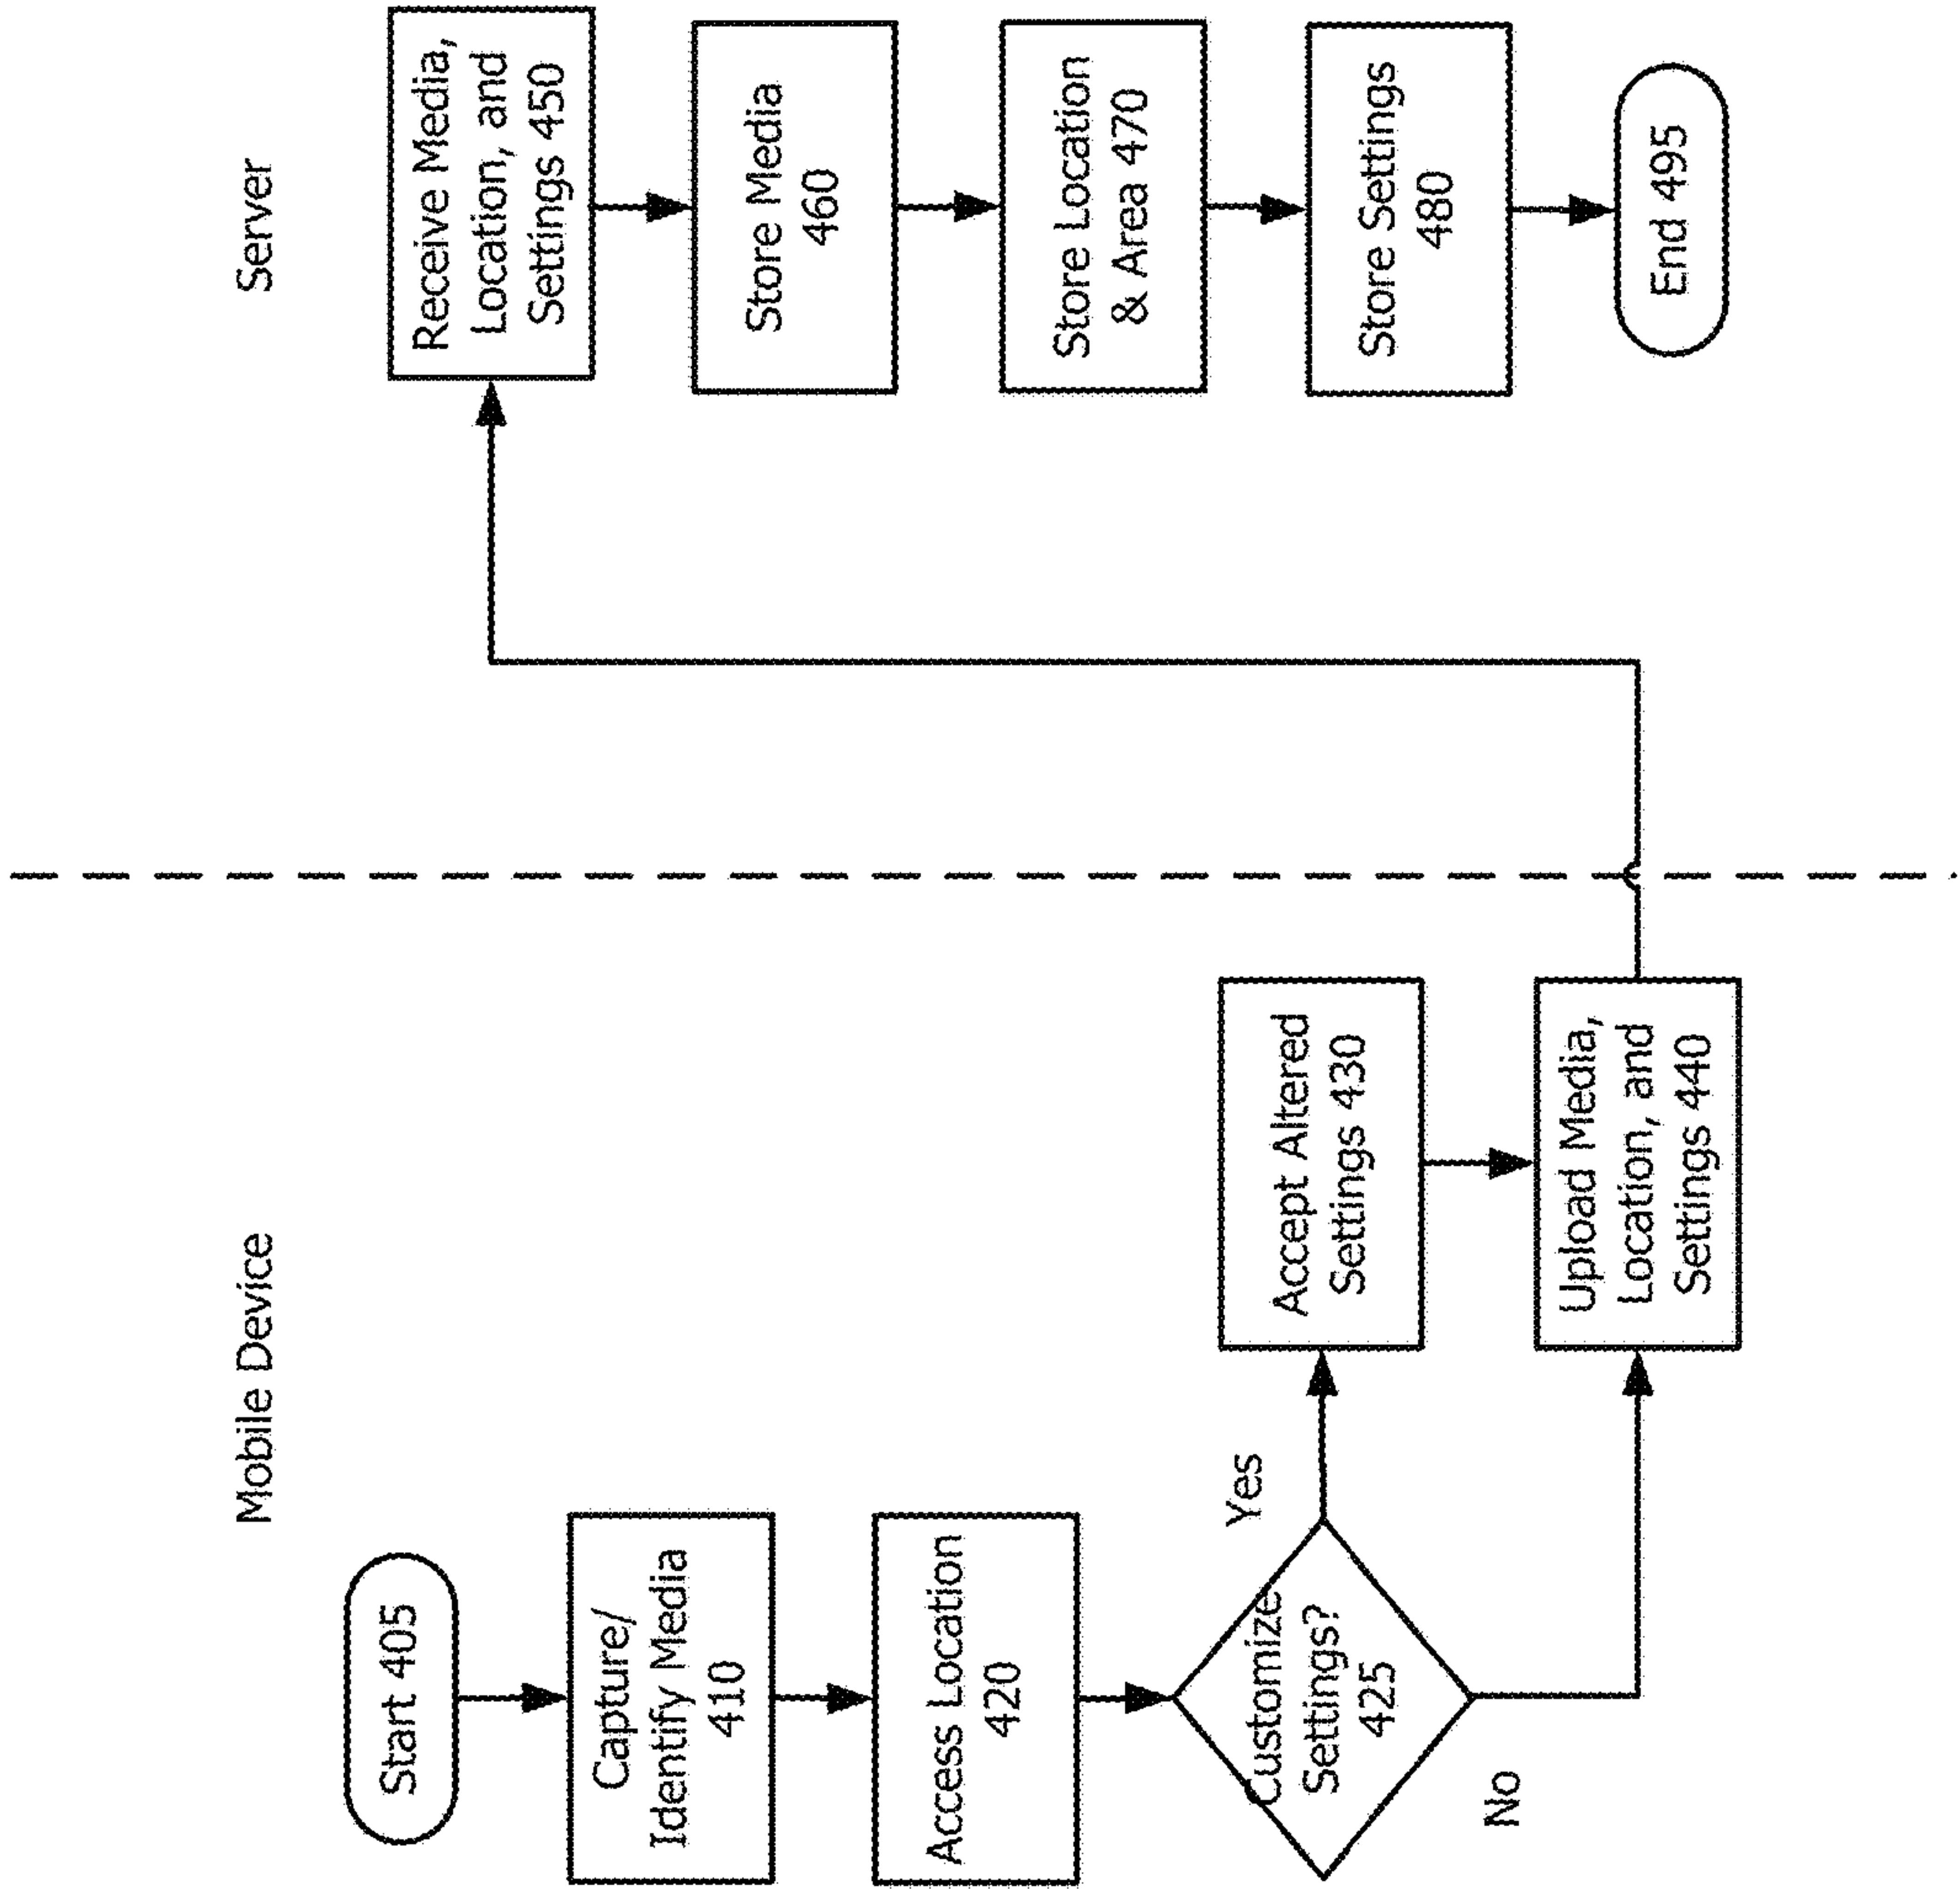 Mobile Device
Start 405
Capture/
Identify Media
410
Access Location
420
Customize
Settings?
425
Yes
No
Accept Altered
Settings 430
Upload Media,
Location, and
Settings 440
Server
Receive Media,
Location, and
Settings 450
Store Media
460
Store Location
& Area 470
Store Settings
480
End 495